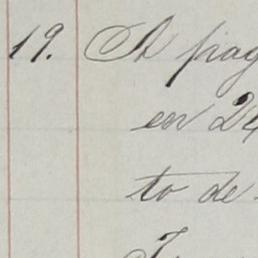 19. A pag
en 24
to de